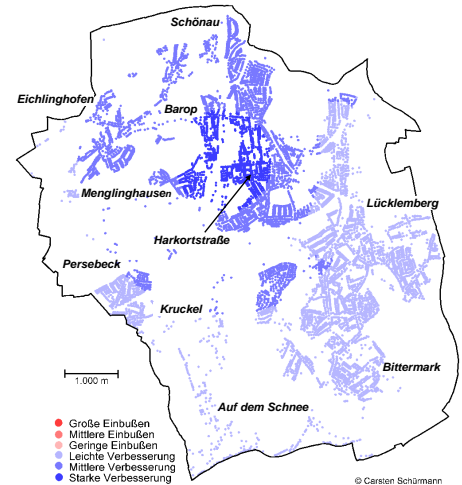 Schönau
Eichlinghofen
Barop
Menglinghausen
Lücklemberg
Harkortstraße
Persebeck
Kruckel
Bittermark
1.000 m
Auf dem Schnee
Große Einbußen
Mittlere Einbußen
Geringe Einbußen
Leichte Verbesserung
Mittlere Verbesserung
Starke Verbesserung
© Carsten Schürmann